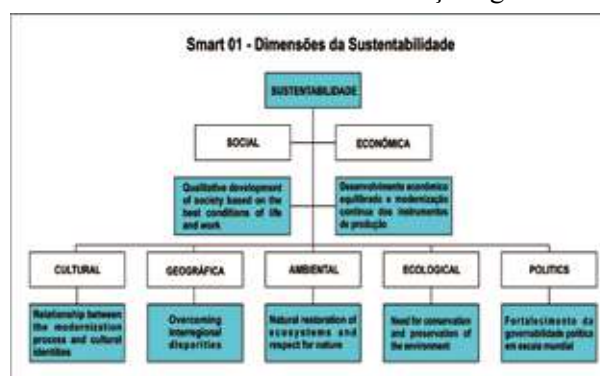 Smart 01 - Dimensões da Sustentabilidade
SUSTENTABILIDADE
SOCIAL
ECONÔMICA
Qualitative development
of society based on the
best conditions of life
and work
Desenvolvimento econômico
equilibrado e modernização
contínua dos instrumentos
de produção
CULTURAL
GEOGRÁFICA
AMBIENTAL
ECOLOGICAL
POLITICS
Relationship between
the modernization
process and cultural
identities
Overcoming
interregional
disparities
Natural restoration of
ecosystems and
respect for nature
Need for conservation
and preservation of
the environment
Fortalecimento da
governabilidade política
em escala mundial